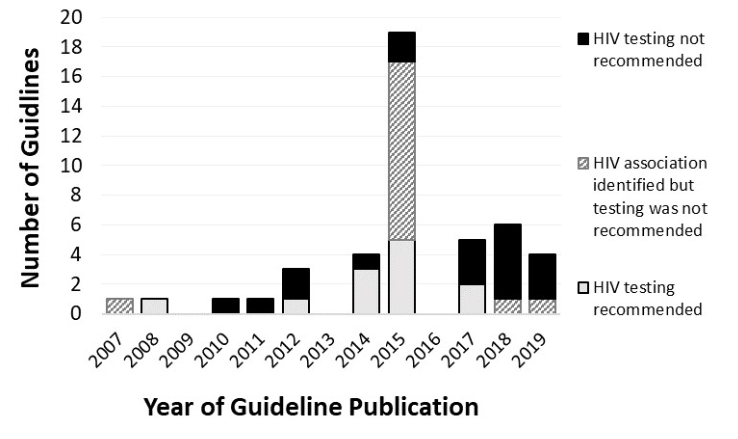 Number of Guidlines
20
18
16
14
12
10
8
6
4
2
0
2007
2008
2009
2010
2011
2012
2013
2014
2015
2016
2017
2018
2019
Year of Guideline Publication
HIV testing not
recommended
HIV association
identified but
testing was not
recommended
HIV testing
recommended